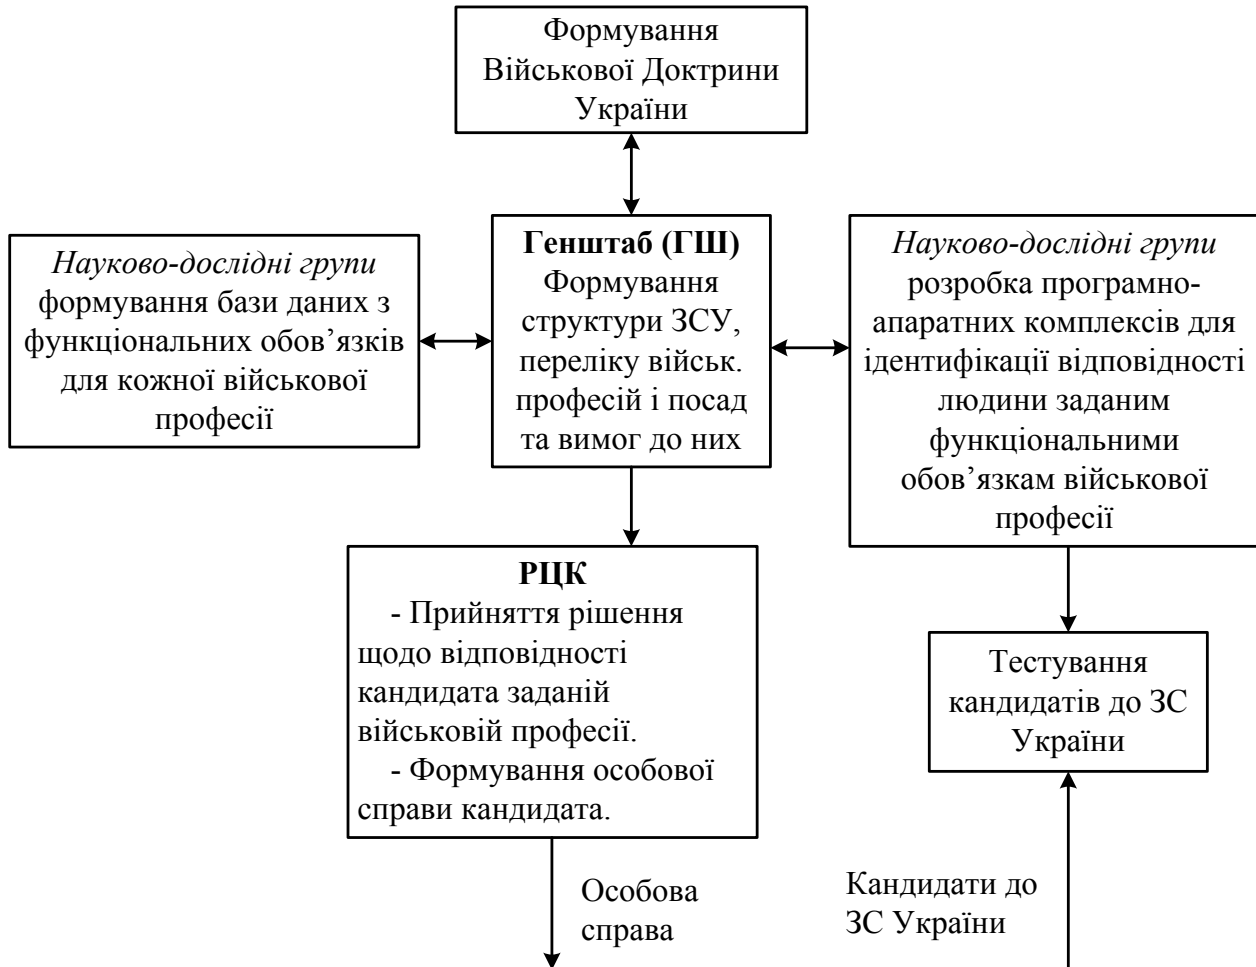 Формування
Військової Доктрини
України
Науково-дослідні групи
формування бази даних з
функціональних обов’язків
для кожної військової
професії
Генштаб (ГШ)
Формування
структури ЗСУ,
переліку військ.
професій і посад
та вимог до них
Науково-дослідні групи
розробка програмно-
апаратних комплексів для
ідентифікації відповідності
людини заданим
функціональними
обов’язкам військової
професії
РЦК
- Прийняття рішення
щодо відповідності
кандидата заданій
військовій професії.
- Формування особової
справи кандидата.
Тестування
кандидатів до ЗС
України
Особова
справа
Кандидати до
ЗС України